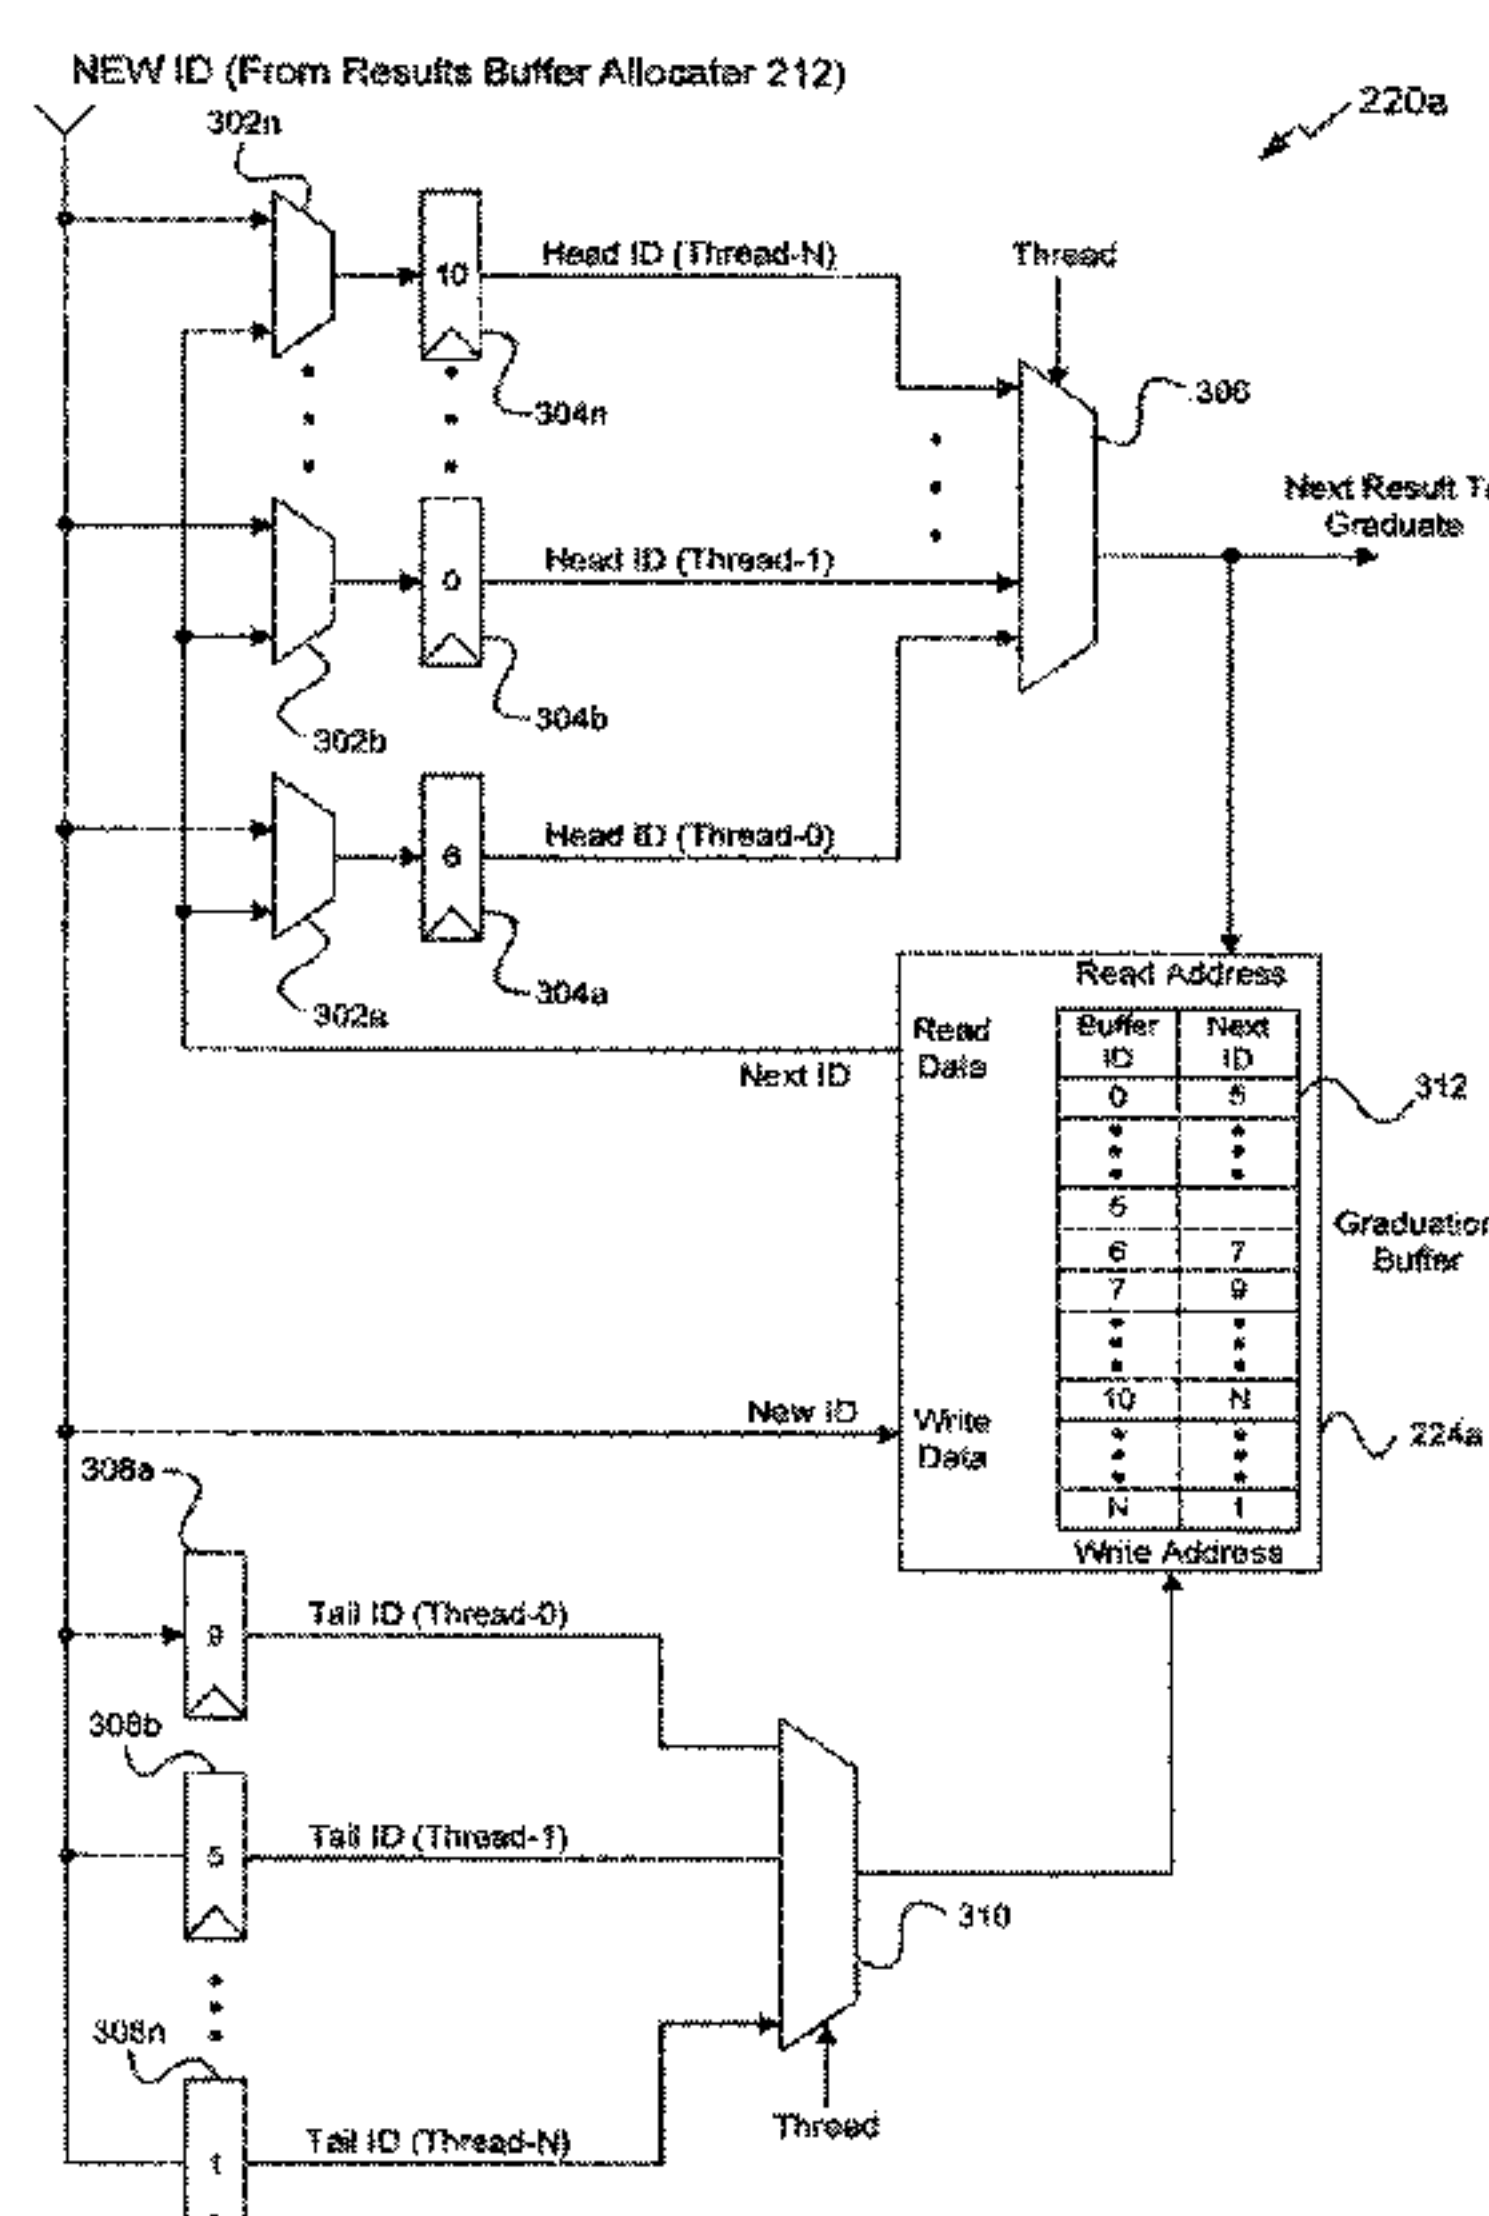 NEW ID (From Results Buffer Allocater 212)
220a
302n
10
Head ID (Thread-N)
Thread
304n
306
Next Result
Graduate
0
Head ID (Thread-1)
304b
302b
6
Head ID (Thread-0)
304a
302a
Read Address
Read
Data
Buffer
ID
Next
ID
Next ID
0
5
312
5
6
7
7
9
Graduation
Buffer
10
N
New ID
Write
Data
224a
N
1
Write Address
308a
9
Tail ID (Thread-0)
308b
5
Tail ID (Thread-1)
310
308n
1
Tail ID (Thread-N)
Thread